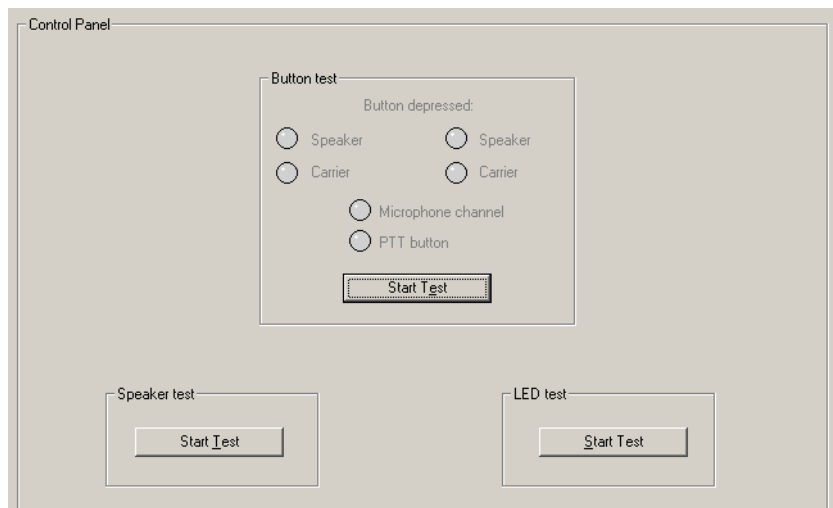 Control Panel
Button test
Button depressed:
Speaker Speaker
Carrier Carrier
Microphone channel
PTT button
Start Test
Speaker test LED test
Start Test Start Test